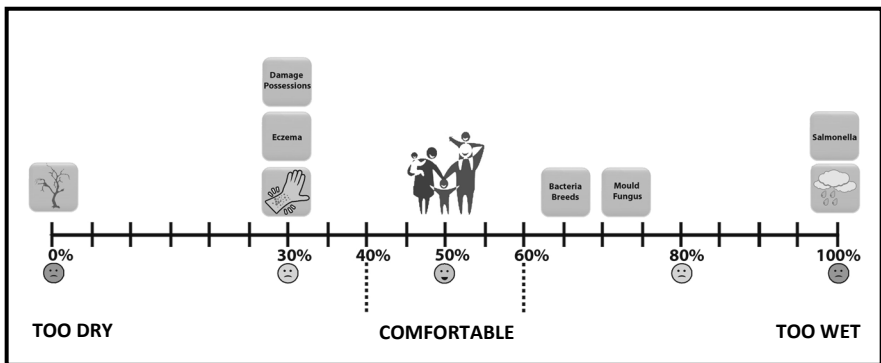 Damage
Possessions
Eczema
Salmonella
Bacteria
Breeds
Mould
Fungus
0%
30%
40%
50%
60%
80%
100%
TOO DRY
COMFORTABLE
TOO WET